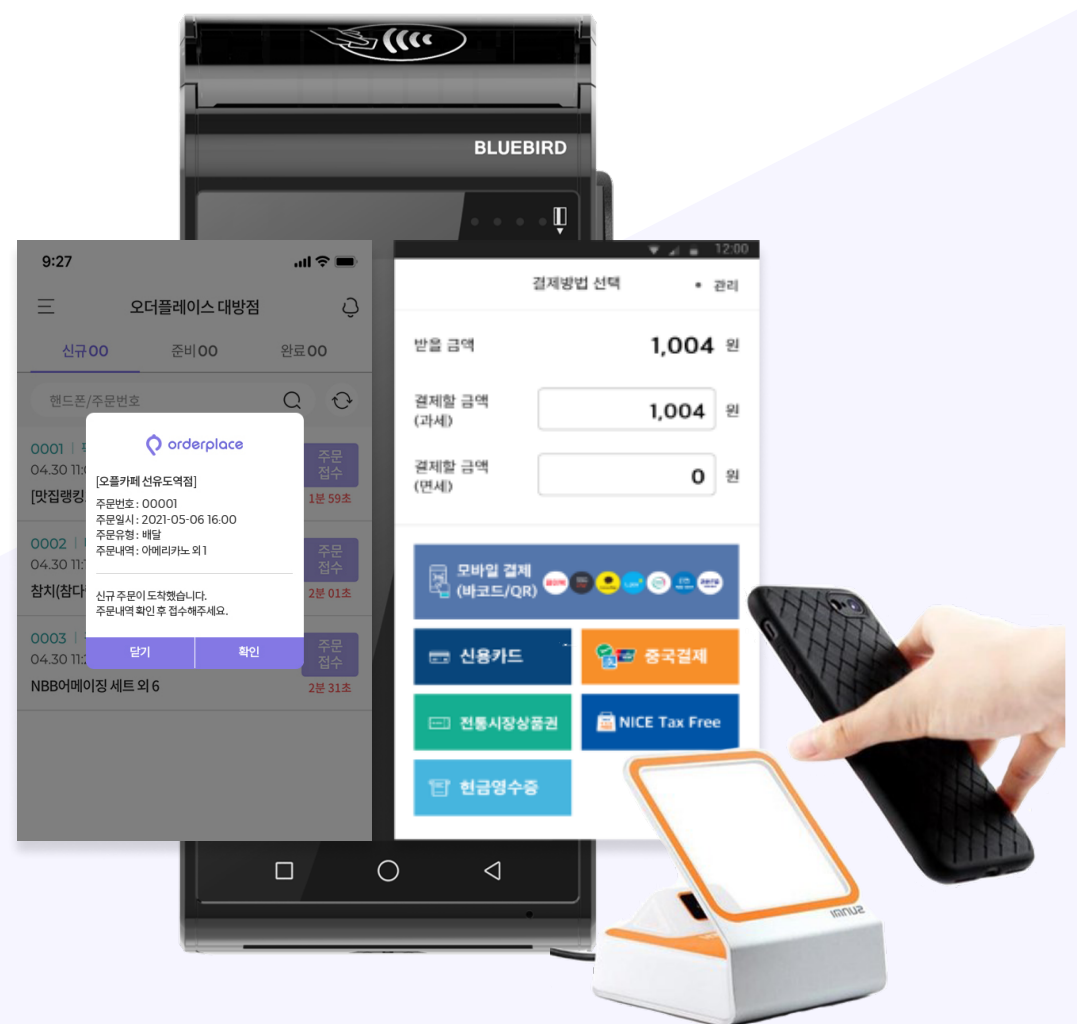 BLUEBIRD
9:27
오더플레이스 대방점
신규 00
준비 00
완료 00
핸드폰/주문번호
0001
04.30 11:
[맛집랭킹
주문
접수
1분 59초
0002
04.30 11:
참치(참다
주문
접수
2분 01초
0003
04.30 11:
NBB어메이징 세트 외 6
주문
접수
2분 31초
orderplace
[오플카페 선유도역점]
주문번호 : 00001
주문일시 : 2021-05-06 16:00
주문유형 : 배달
주문내역 : 아메리카노 외 1
신규 주문이 도착했습니다.
주문내역 확인 후 접수해주세요.
닫기
확인
12:00
결제방법 선택
관리
받을 금액
1,004 원
결제할 금액
(과세)
1,004 원
결제할 금액
(면세)
0 원
모바일 결제
(바코드/QR)
신용카드
중국결제
전통시장상품권
NICE Tax Free
현금영수증
SUNMI